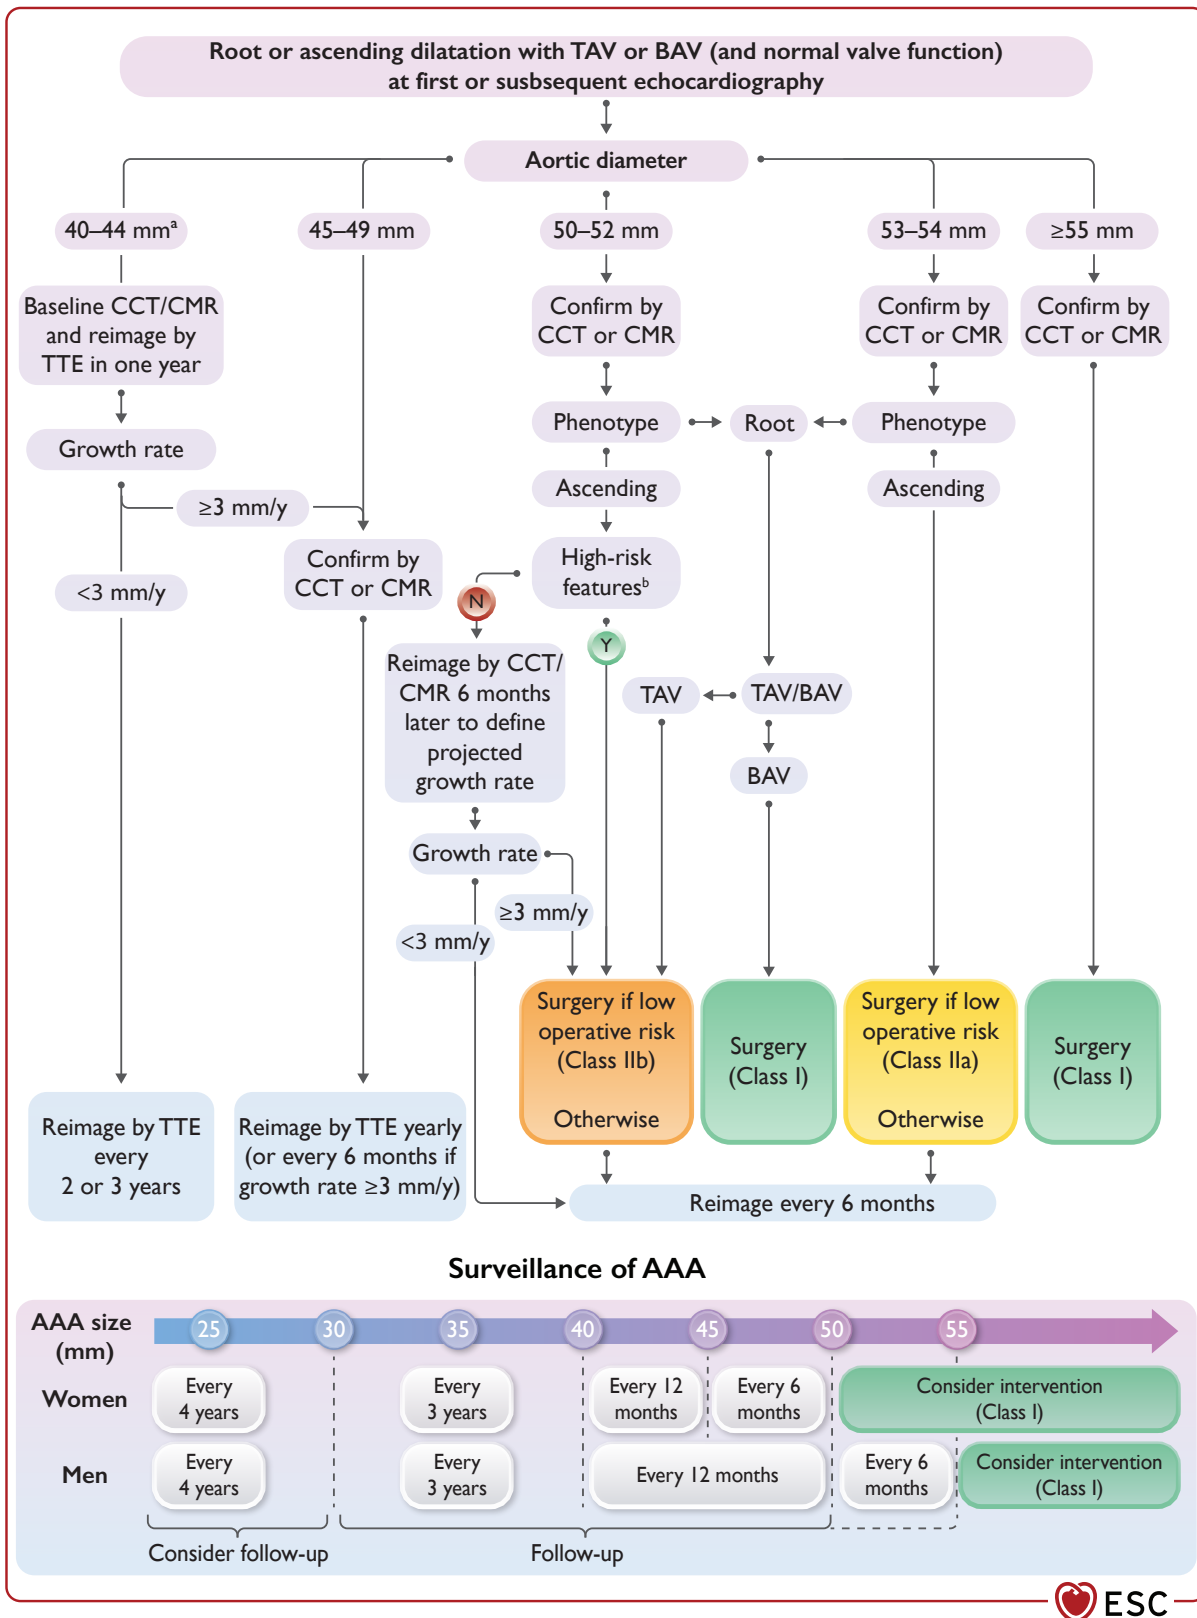 Root or ascending dilatation with TAV or BAV (and normal valve function)
at first or susbsequent echocardiography
Aortic diameter
40–44 mmᵃ
45–49 mm
50–52 mm
53–54 mm
≥55 mm
Baseline CCT/CMR
and reimage by
TTE in one year
Confirm by
CCT or CMR
Confirm by
CCT or CMR
Confirm by
CCT or CMR
Growth rate
Phenotype
Root
Phenotype
Ascending
Ascending
≥3 mm/y
<3 mm/y
Confirm by
CCT or CMR
High-risk
featuresᵇ
N
Y
Reimage by CCT/
CMR 6 months
later to define
projected
growth rate
TAV
TAV/BAV
BAV
Growth rate
≥3 mm/y
<3 mm/y
Surgery if low
operative risk
(Class IIb)
Otherwise
Surgery
(Class I)
Surgery if low
operative risk
(Class IIa)
Otherwise
Surgery
(Class I)
Reimage by TTE
every
2 or 3 years
Reimage by TTE yearly
(or every 6 months if
growth rate ≥3 mm/y)
Reimage every 6 months
Surveillance of AAA
AAA size
(mm)
25
30
35
40
45
50
55
Women
Every
4 years
Every
3 years
Every 12
months
Every 6
months
Consider intervention
(Class I)
Men
Every
4 years
Every
3 years
Every 12 months
Every 6
months
Consider intervention
(Class I)
Consider follow-up
Follow-up
ESC